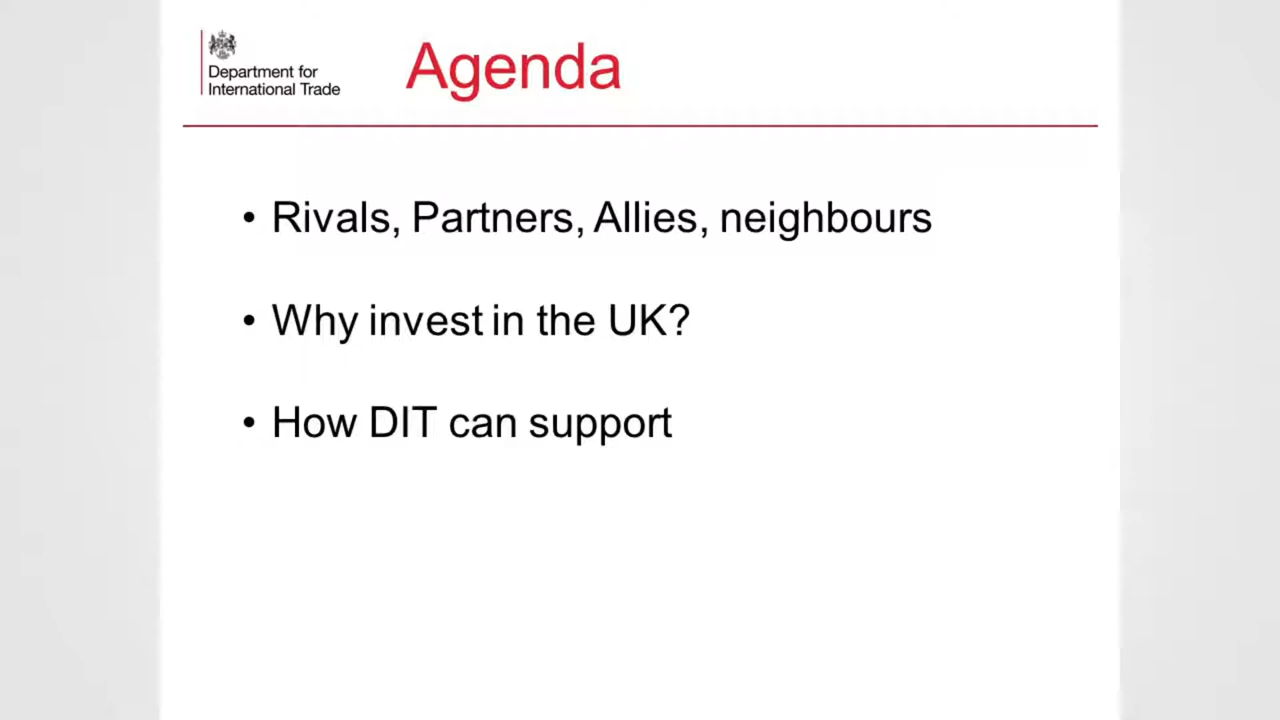 Department for
International Trade
Agenda
• Rivals, Partners, Allies, neighbours
• Why invest in the UK?
• How DIT can support